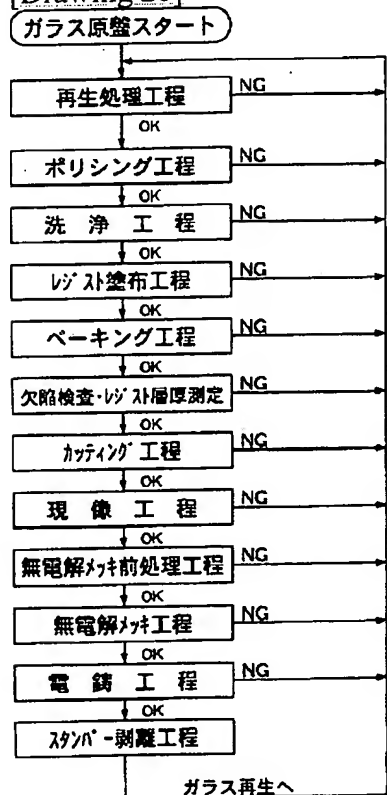 ガラス原盤スタート
再生処理工程
NG
OK
ポリシング工程
NG
OK
洗浄工程
NG
OK
レジスト塗布工程
NG
OK
ベーキング工程
NG
OK
欠陥検査・レジスト層厚測定
NG
OK
カッティング工程
NG
OK
現像工程
NG
OK
無電解メッキ前処理工程
NG
OK
無電解メッキ工程
NG
OK
電鋳工程
NG
OK
スタンパー剥離工程
ガラス再生へ